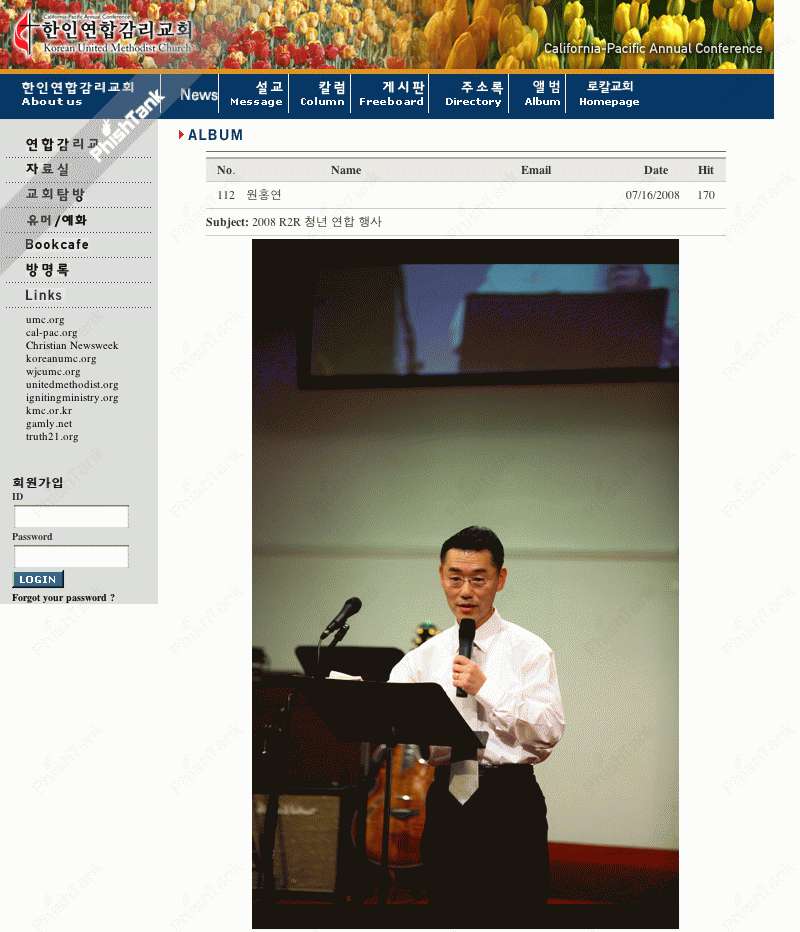 California-Pacific Annual Conference
한인연합감리교회
Korean United Methodist Church
California-Pacific Annual Conference
한인연합감리교회 설교 칼럼 게시판 주소록 앨범 로칼교회
About us News Message Column Freeboard Directory Album Homepage
PhishTank
연합감리교
자료실
교회탐방
유머/예화
Bookcafe
방명록
Links
umc.org
cal-pac.org
Christian Newsweek
koreanumc.org
wjeumc.org
unitedmethodist.org
ignitingministry.org
kmc.or.kr
gamly.net
truth21.org
회원가입
ID
Password
LOGIN
Forgot your password ?
ALBUM
No. Name Email Date Hit
112 원홍연 07/16/2008 170
Subject: 2008 R2R 청년 연합 행사